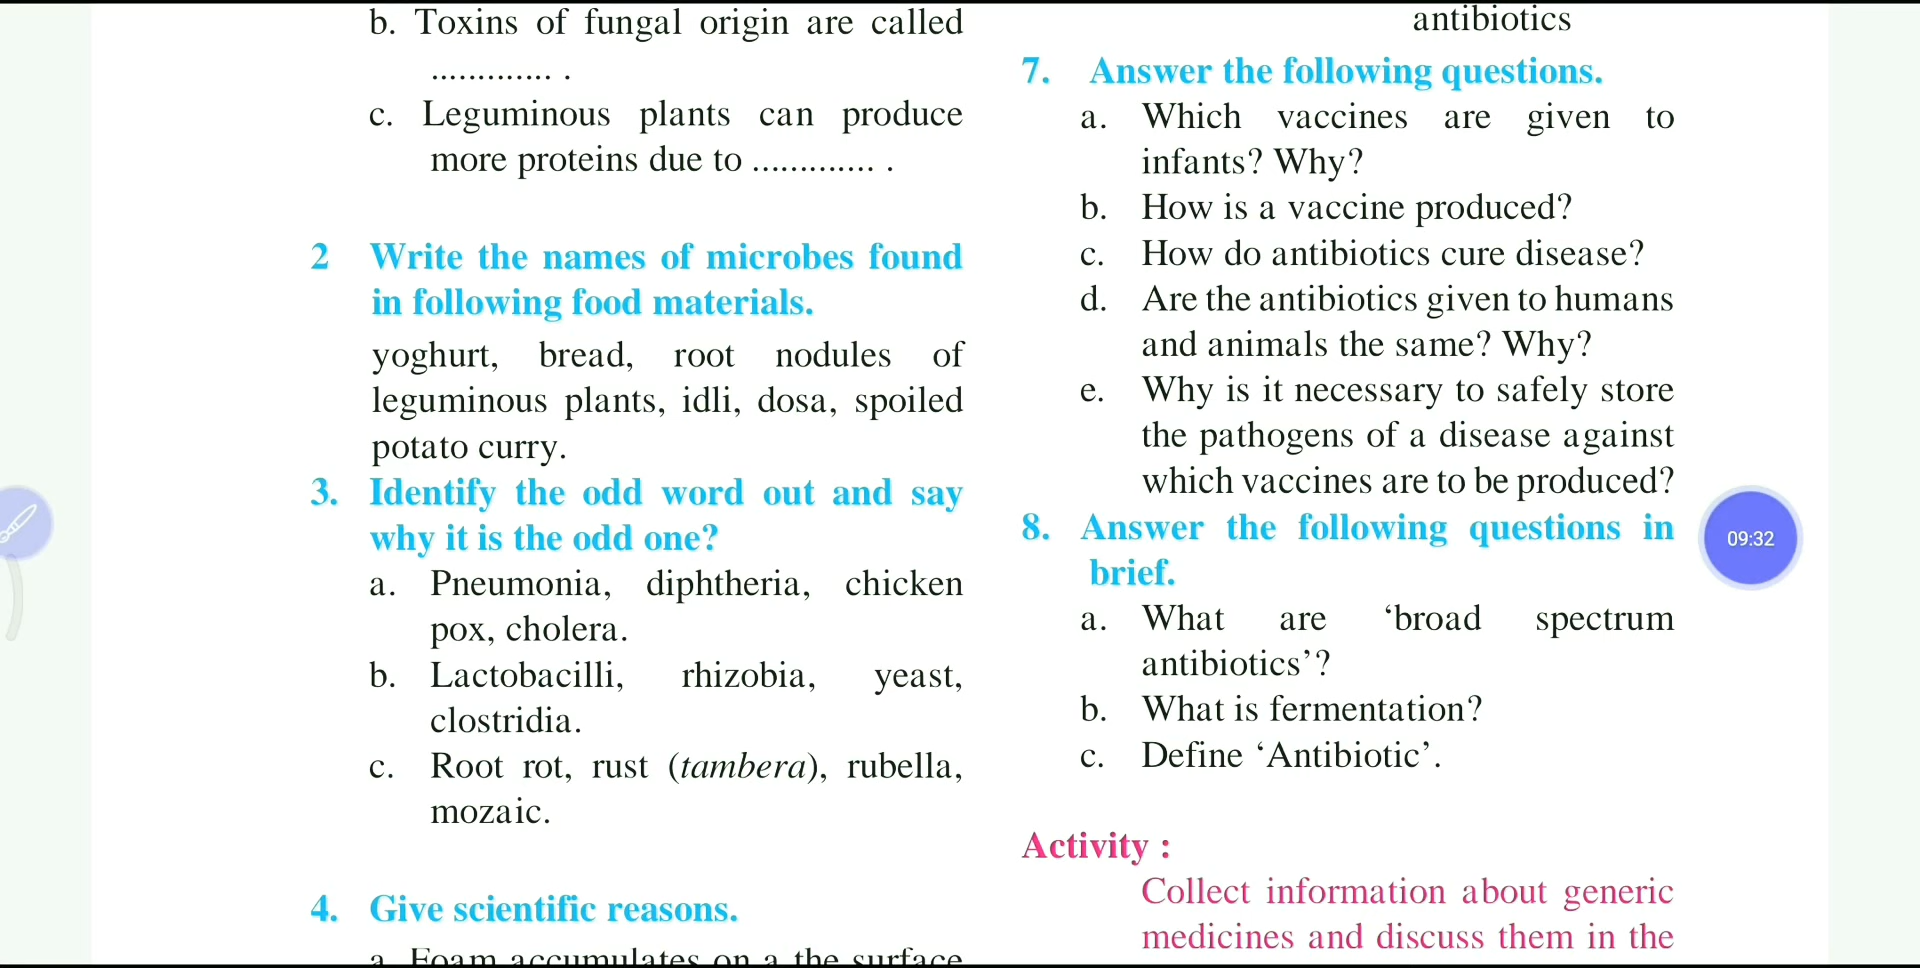 b. Toxins of fungal origin are called
............. .
c. Leguminous plants can produce
more proteins due to ............. .
2 Write the names of microbes found
in following food materials.
yoghurt, bread, root nodules of
leguminous plants, idli, dosa, spoiled
potato curry.
3. Identify the odd word out and say
why it is the odd one?
a. Pneumonia, diphtheria, chicken
pox, cholera.
b. Lactobacilli, rhizobia, yeast,
clostridia.
c. Root rot, rust (tambera), rubella,
mozaic.
4. Give scientific reasons.
a. Foam accumulates on a the surface
antibiotics
7. Answer the following questions.
a. Which vaccines are given to
infants? Why?
b. How is a vaccine produced?
c. How do antibiotics cure disease?
d. Are the antibiotics given to humans
and animals the same? Why?
e. Why is it necessary to safely store
the pathogens of a disease against
which vaccines are to be produced?
8. Answer the following questions in
brief.
a. What are ‘broad spectrum
antibiotics’?
b. What is fermentation?
c. Define ‘Antibiotic’.
Activity :
Collect information about generic
medicines and discuss them in the
09:32